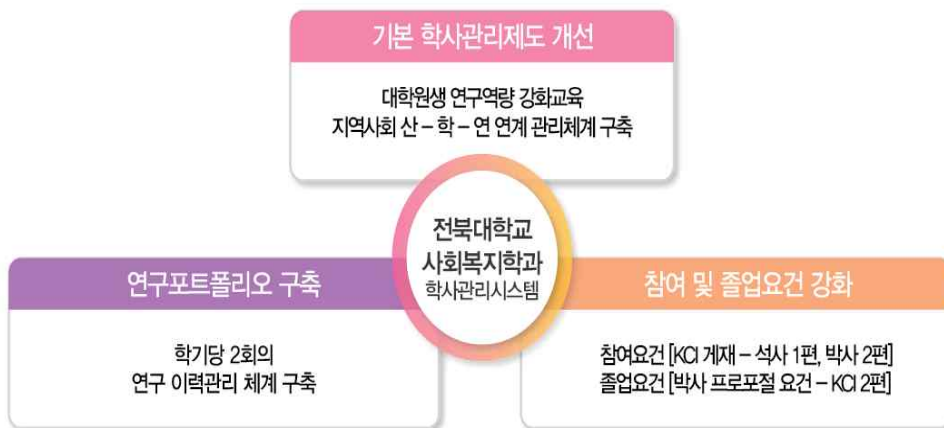 기본 학사관리제도 개선
대학원생 연구역량 강화교육
지역사회 산 – 학 – 연 연계 관리체계 구축
전북대학교
사회복지학과
학사관리시스템
연구포트폴리오 구축
학기당 2회의
연구 이력관리 체계 구축
참여 및 졸업요건 강화
참여요건 [KCI 게재 – 석사 1편, 박사 2편]
졸업요건 [박사 프로포절 요건 – KCI 2편]